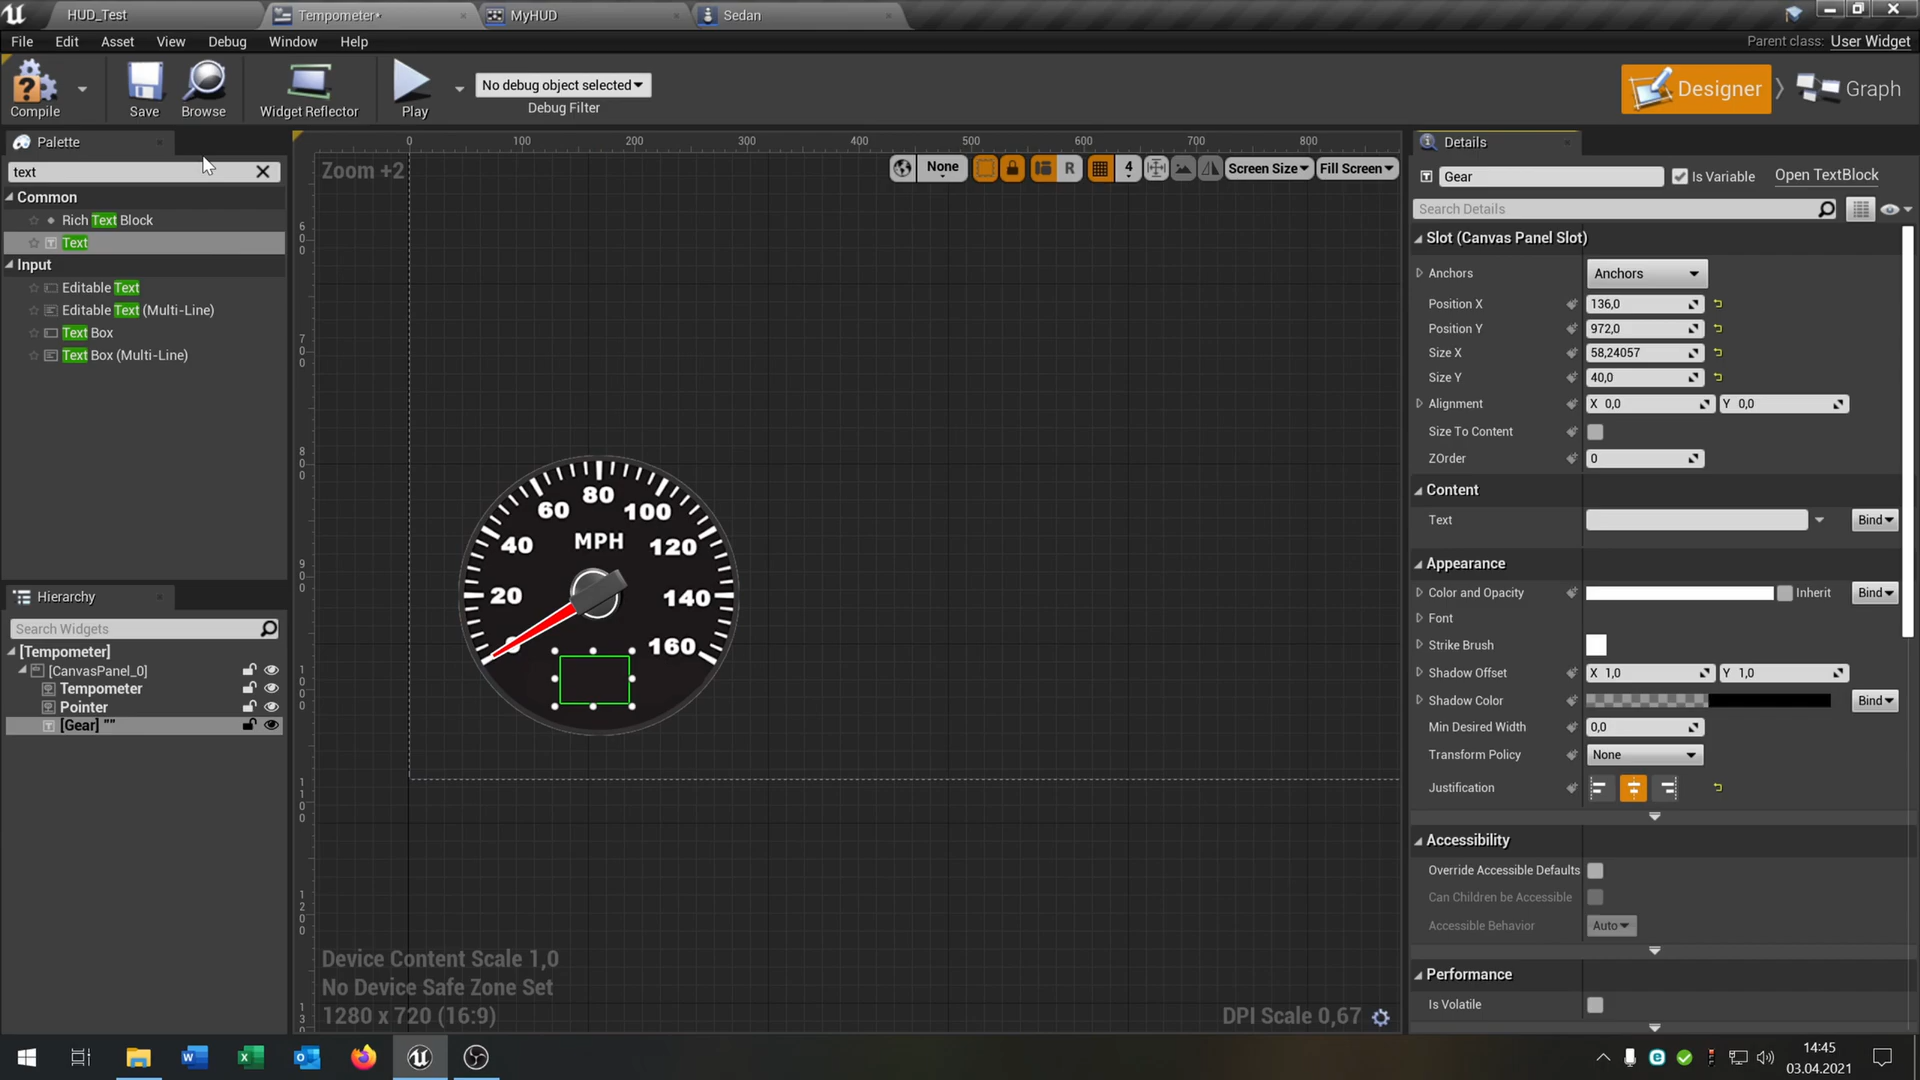 HUD_Test
Tempometer•
MyHUD
Sedan
File
Edit
Asset
View
Debug
Window
Help
Parent class: User Widget
Compile
Save
Browse
Widget Reflector
Play
No debug object selected
Debug Filter
Designer
Graph
Palette
text
Common
Rich Text Block
Text
Input
Editable Text
Editable Text (Multi-Line)
Text Box
Text Box (Multi-Line)
Hierarchy
Search Widgets
[Tempometer]
[CanvasPanel_0]
Tempometer
Pointer
[Gear] ""
0
100
200
300
400
500
600
700
800
Zoom +2
None
R
4
Screen Size
Fill Screen
600
700
800
900
1000
1100
1200
130
20
40
60
80
100
120
140
160
MPH
Device Content Scale 1,0
No Device Safe Zone Set
1280 x 720 (16:9)
DPI Scale 0,67
Details
Gear
Is Variable
Open TextBlock
Search Details
Slot (Canvas Panel Slot)
Anchors
Anchors
Position X
136,0
Position Y
972,0
Size X
58,24057
Size Y
40,0
Alignment
X 0,0
Y 0,0
Size To Content
ZOrder
0
Content
Text
Bind
Appearance
Color and Opacity
Inherit
Bind
Font
Strike Brush
Shadow Offset
X 1,0
Y 1,0
Shadow Color
Bind
Min Desired Width
0,0
Transform Policy
None
Justification
Accessibility
Override Accessible Defaults
Can Children be Accessible
Accessible Behavior
Auto
Performance
Is Volatile
14:45
03.04.2021